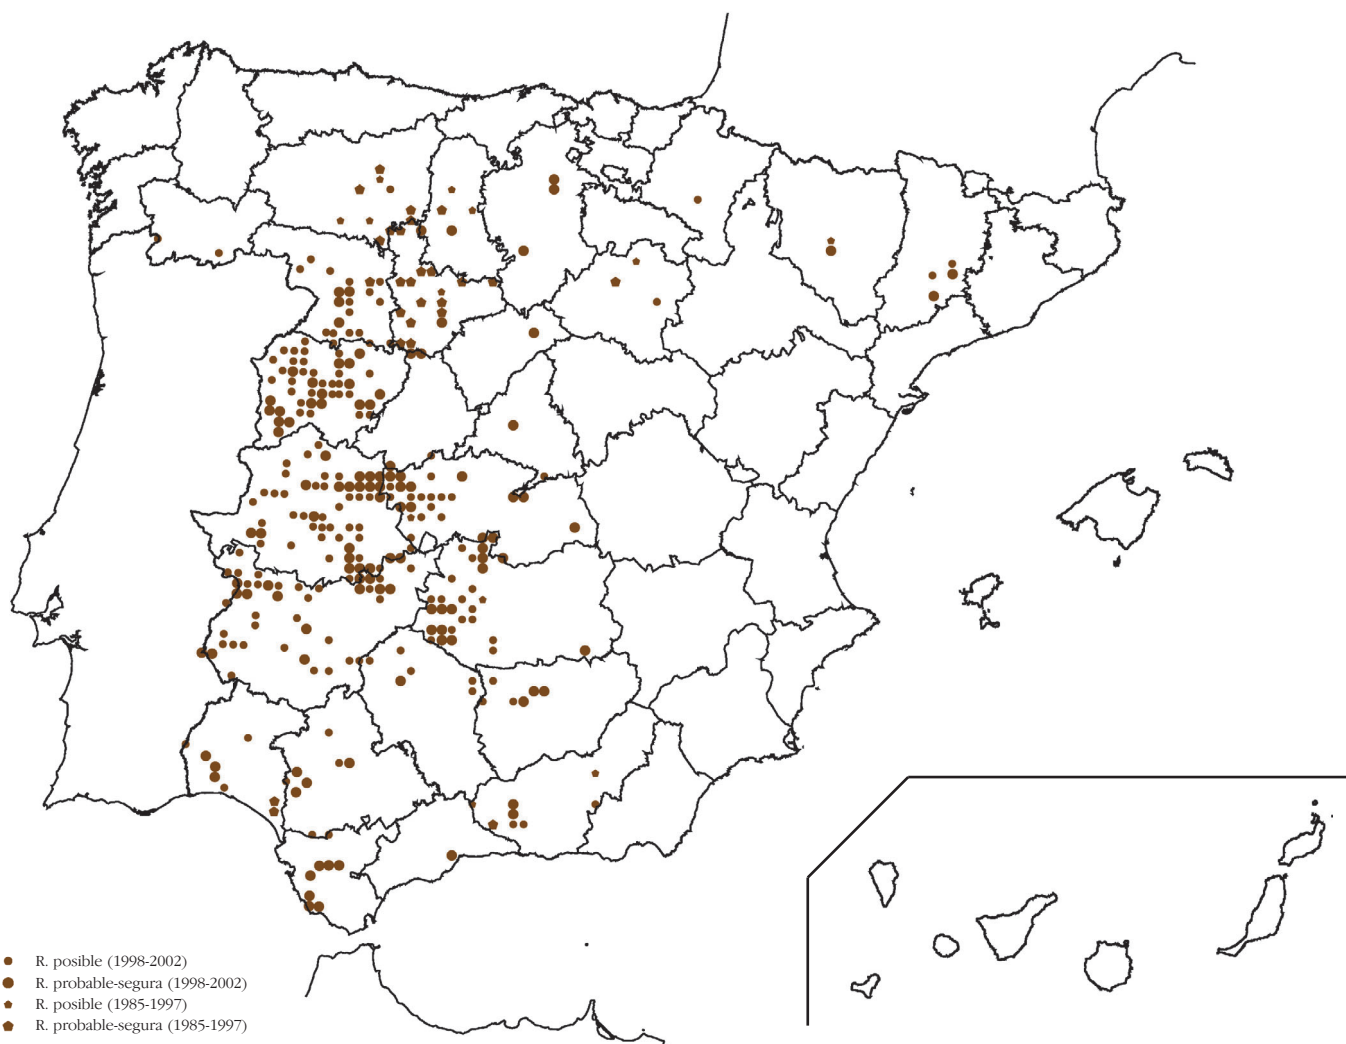 R. posible (1998-2002)
R. probable-segura (1998-2002)
R. posible (1985-1997)
R. probable-segura (1985-1997)